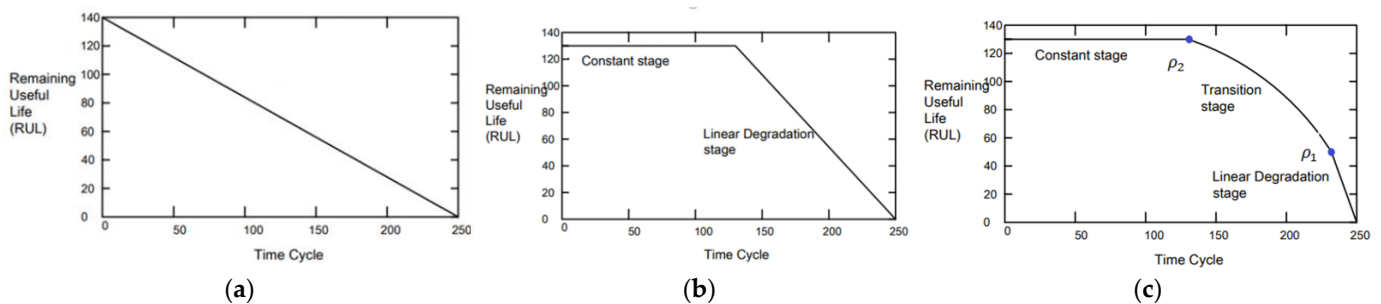 140
120
100
80
60
40
20
0
Remaining
Useful
Life
(RUL)
0 50 100 150 200 250
Time Cycle
(a)
140
120
100
80
60
40
20
0
Remaining
Useful
Life
(RUL)
Constant stage
Linear Degradation
stage
0 50 100 150 200 250
Time Cycle
(b)
140
120
100
80
60
40
20
0
Remaining
Useful
Life
(RUL)
Constant stage
ρ2
Transition
stage
ρ1
Linear Degradation
stage
0 50 100 150 200 250
Time Cycle
(c)